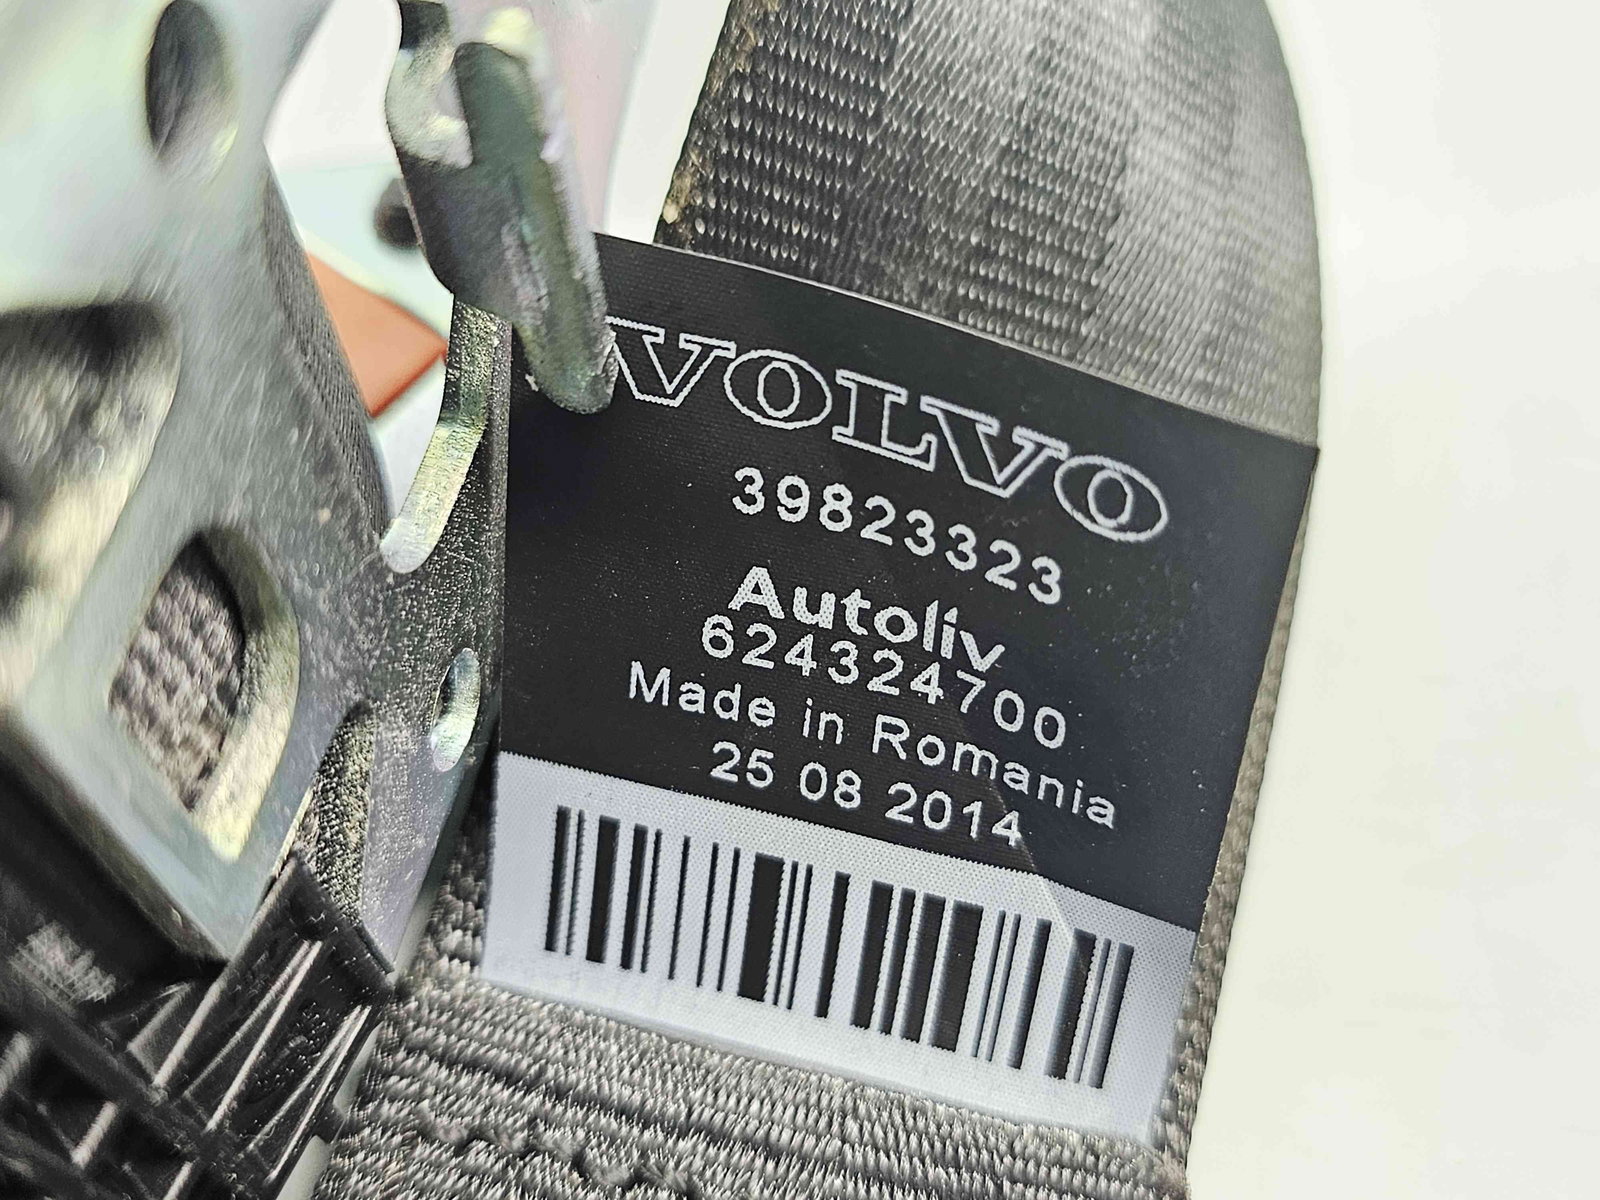 VOLVO
39823323
Autoliv
624324700
Made in Romania
25 08 2014